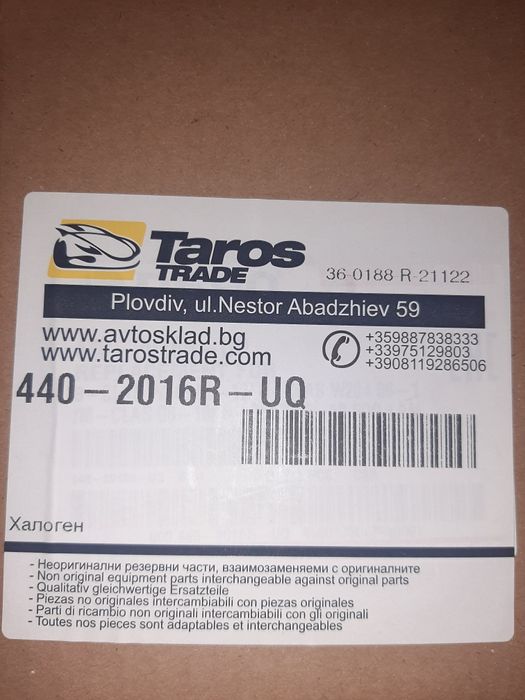 Taros
TRADE
36-0188 R-21122
Plovdiv, ul.Nestor Abadzhiev 59
www.avtosklad.bg
www.tarostrade.com
+359887838333
+33975129803
+3908119286506
440-2016R-UQ
Халоген
- Неоригинални резервни части, взаимозаменяеми с оригиналните
- Non original equipment parts interchangeable against original parts
- Qualitativ gleichwertige Ersatzteile
- Piezas no originales intercambiabili con piezas originales
- Parti di ricambio non originali intercambiabili con gli originali
- Toutes nos pieces sont adaptables et interchangeables